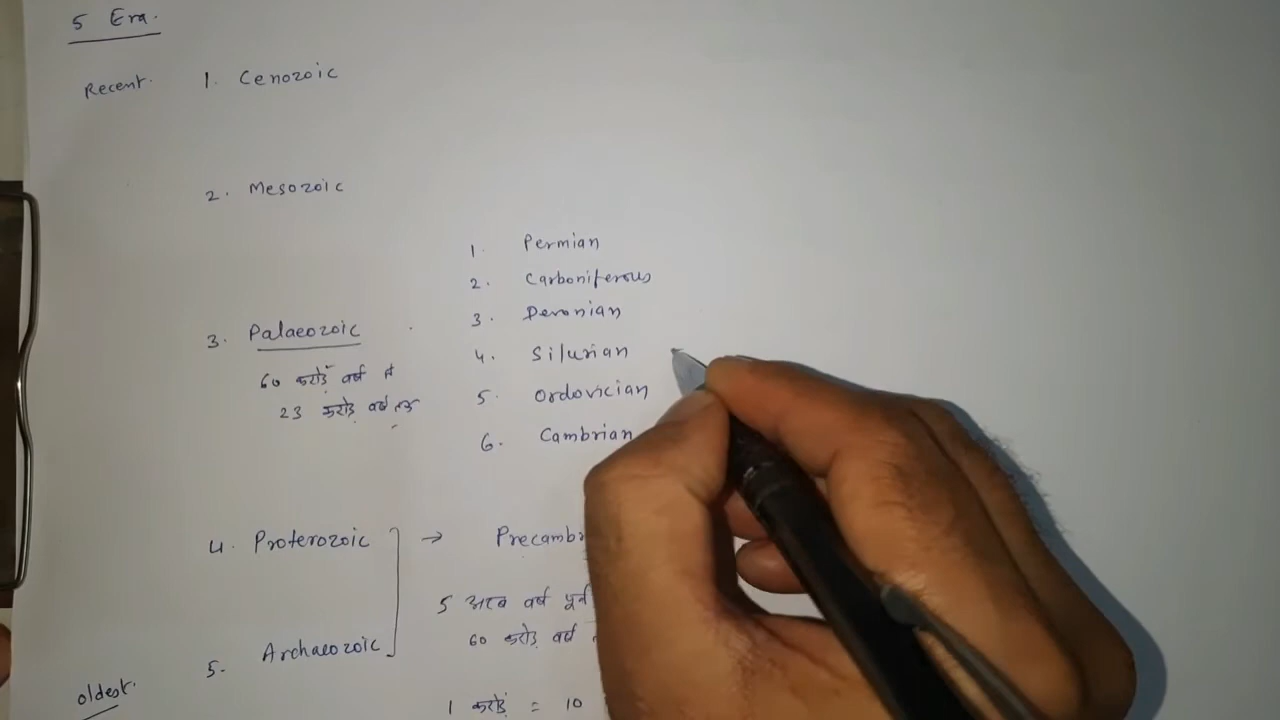 5 Era.
Recent. 1. Cenozoic
2. Mesozoic
1. Permian
2. Carboniferous
3. Devonian
3. Palaeozoic
4. Silurian
60 करोड़ वर्ष से
5. Ordovician
23 करोड़ वर्ष तक
6. Cambrian
4. Proterozoic → Precambri
5 अरब वर्ष पूर्व
60 करोड़ वर्ष
5. Archaeozoic
oldest.
1 करोड़ = 10